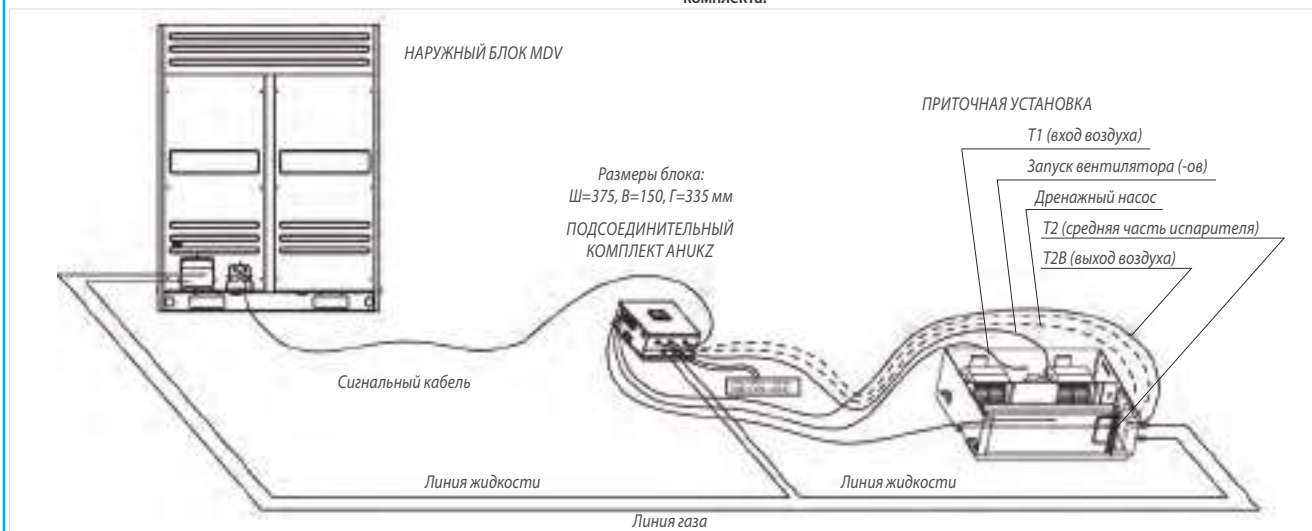 комплекта.
НАРУЖНЫЙ БЛОК MDV
ПРИТОЧНАЯ УСТАНОВКА
T1 (вход воздуха)
Запуск вентилятора (-ов)
Дренажный насос
T2 (средняя часть испарителя)
T2B (выход воздуха)
Размеры блока:
Ш=375, В=150, Г=335 мм
ПОДСОЕДИНИТЕЛЬНЫЙ
КОМПЛЕКТ AHUKZ
Сигнальный кабель
Линия жидкости
Линия жидкости
Линия газа